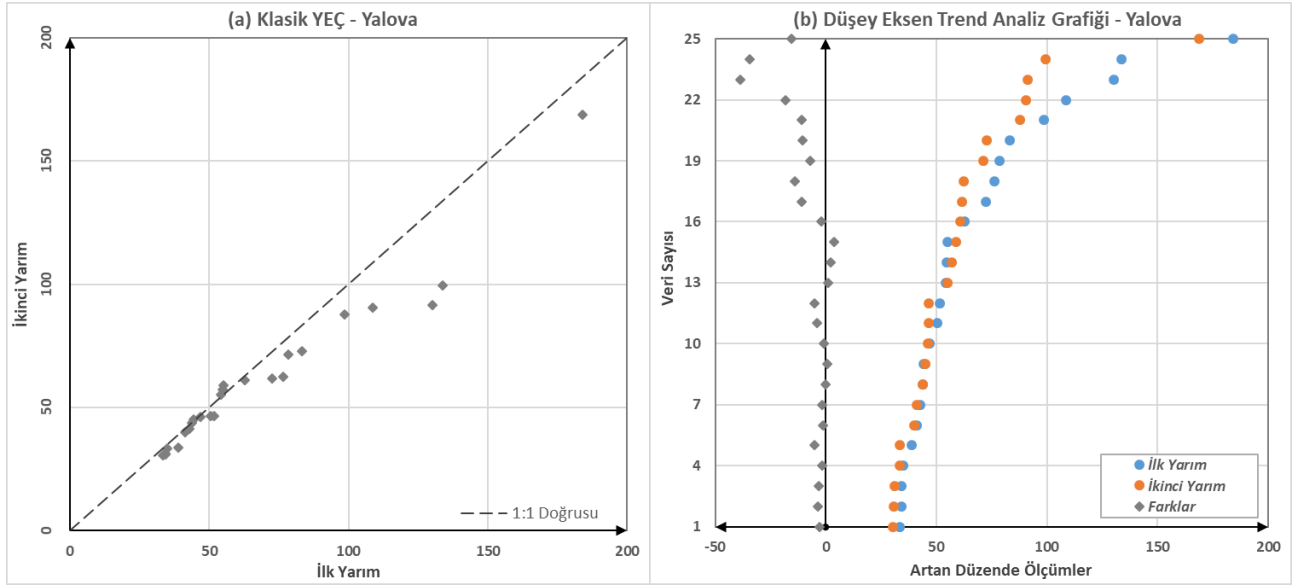 (a) Klasik YEÇ - Yalova
200
150
100
50
0
İkinci Yarım
1:1 Doğrusu
0 50 100 150 200
İlk Yarım
(b) Düşey Eksen Trend Analiz Grafiği - Yalova
25
22
19
16
13
10
7
4
1
Veri Sayısı
İlk Yarım
İkinci Yarım
Farklar
-50 0 50 100 150 200
Artan Düzende Ölçümler